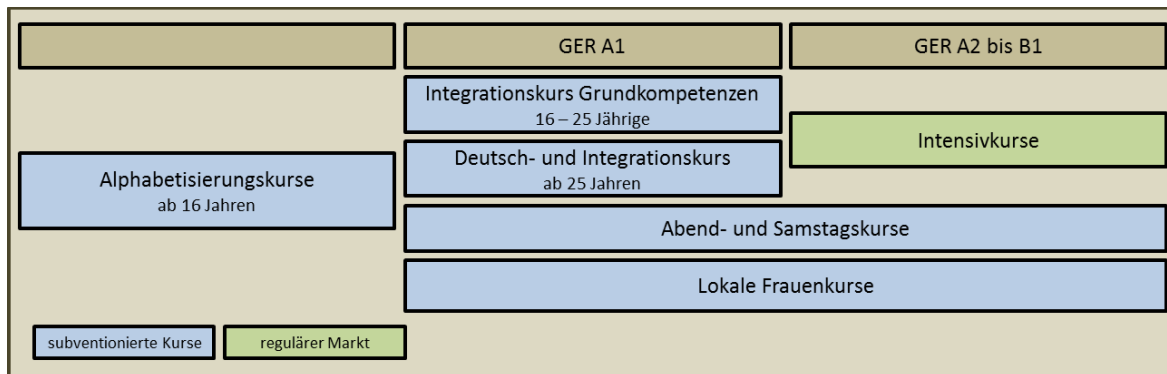 GER A1
GER A2 bis B1
Integrationskurs Grundkompetenzen
16 – 25 Jährige
Intensivkurse
Deutsch- und Integrationskurs
ab 25 Jahren
Alphabetisierungskurse
ab 16 Jahren
Abend- und Samstagskurse
Lokale Frauenkurse
subventionierte Kurse
regulärer Markt